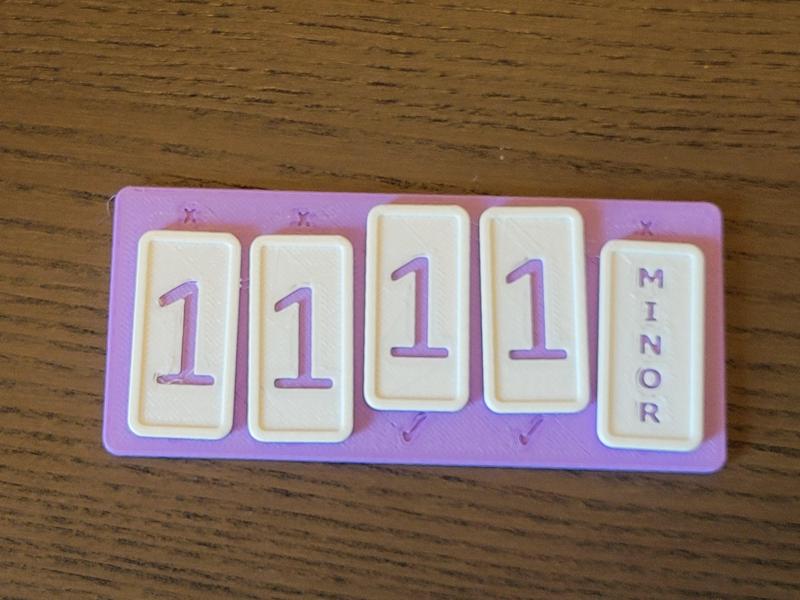 x x x
1 1 1 1 MINOR
✓ ✓